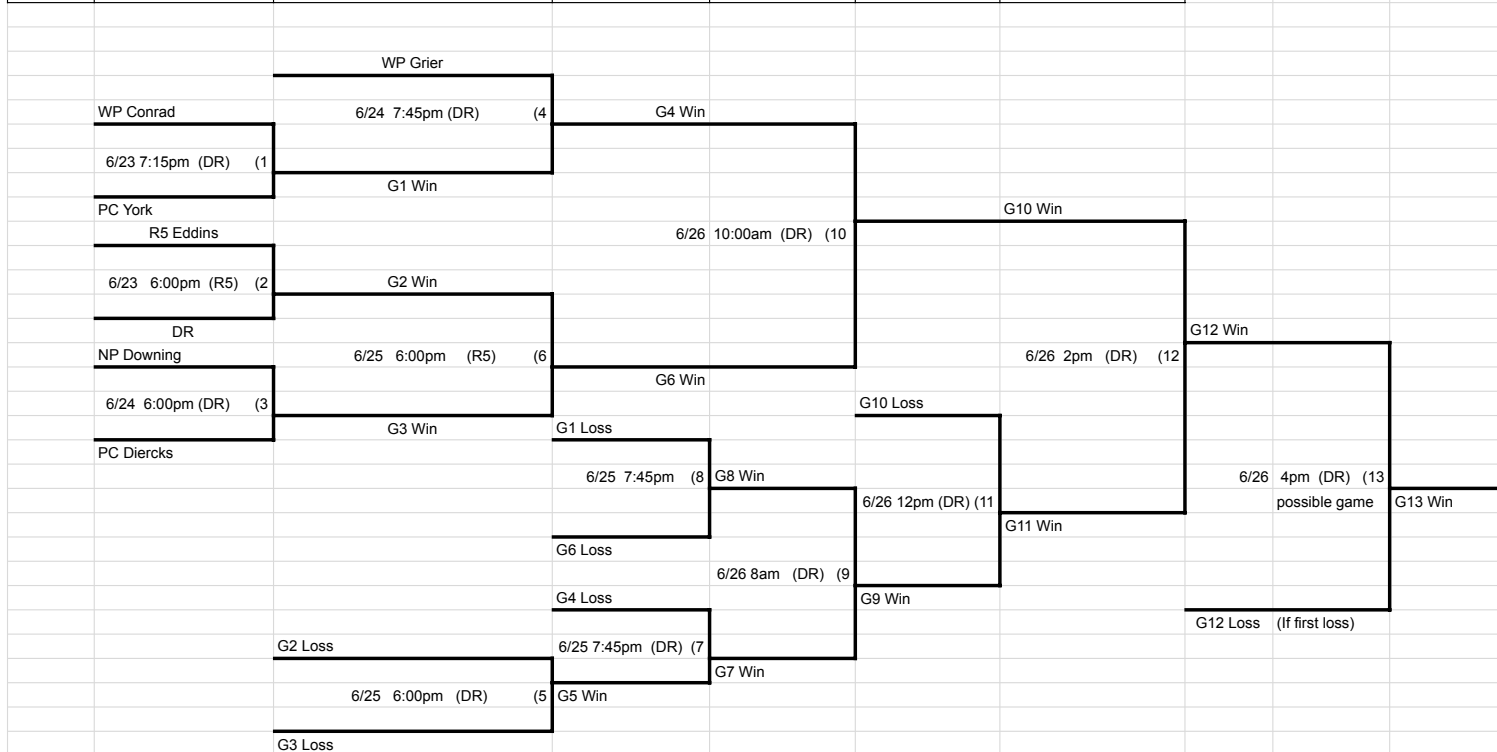 WP Grier
WP Conrad
6/24 7:45pm (DR) (4
G4 Win
6/23 7:15pm (DR) (1
G1 Win
PC York
G10 Win
R5 Eddins
6/26 10:00am (DR) (10
6/23 6:00pm (R5) (2
G2 Win
DR
G12 Win
NP Downing
6/25 6:00pm (R5) (6
6/26 2pm (DR) (12
G6 Win
6/24 6:00pm (DR) (3
G10 Loss
G3 Win
G1 Loss
PC Diercks
6/25 7:45pm (8
G8 Win
6/26 4pm (DR) (13
6/26 12pm (DR) (11
possible game
G13 Win
G11 Win
G6 Loss
6/26 8am (DR) (9
G4 Loss
G9 Win
G12 Loss (If first loss)
G2 Loss
6/25 7:45pm (DR) (7
G7 Win
6/25 6:00pm (DR) (5
G5 Win
G3 Loss